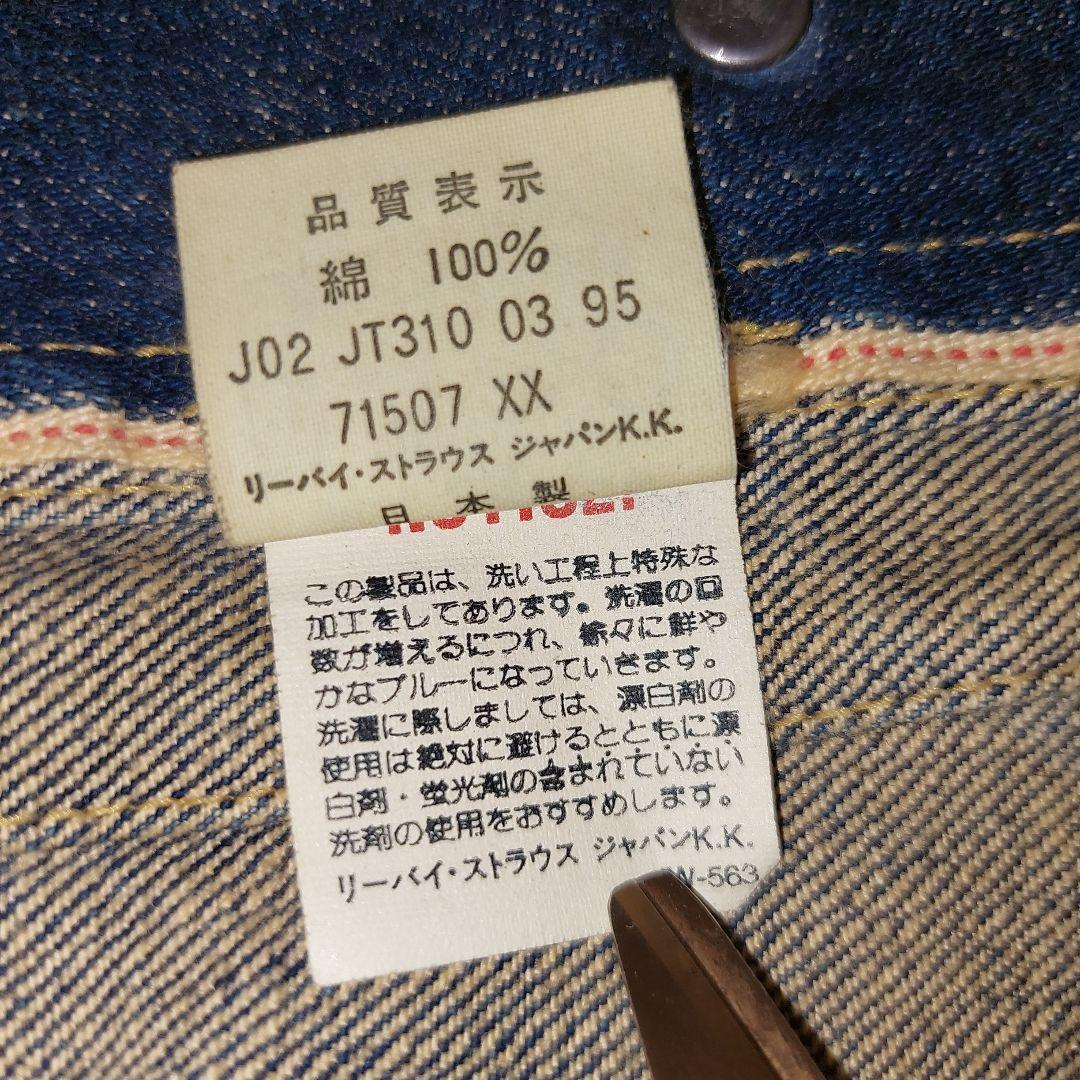 品質表示
綿 100%
J02 JT310 03 95
71507 XX
リーバイ・ストラウス ジャパンK.K.
日本製
この製品は、洗い工程上特殊な
加工をしてあります。洗濯の回
数が増えるにつれ、徐々に鮮や
かなブルーになっていきます。
洗濯に際しましては、漂白剤の
使用は絶対に避けるとともに漂
白剤・蛍光剤の含まれていない
洗剤の使用をおすすめします。
リーバイ・ストラウス ジャパンK.K.
W-563